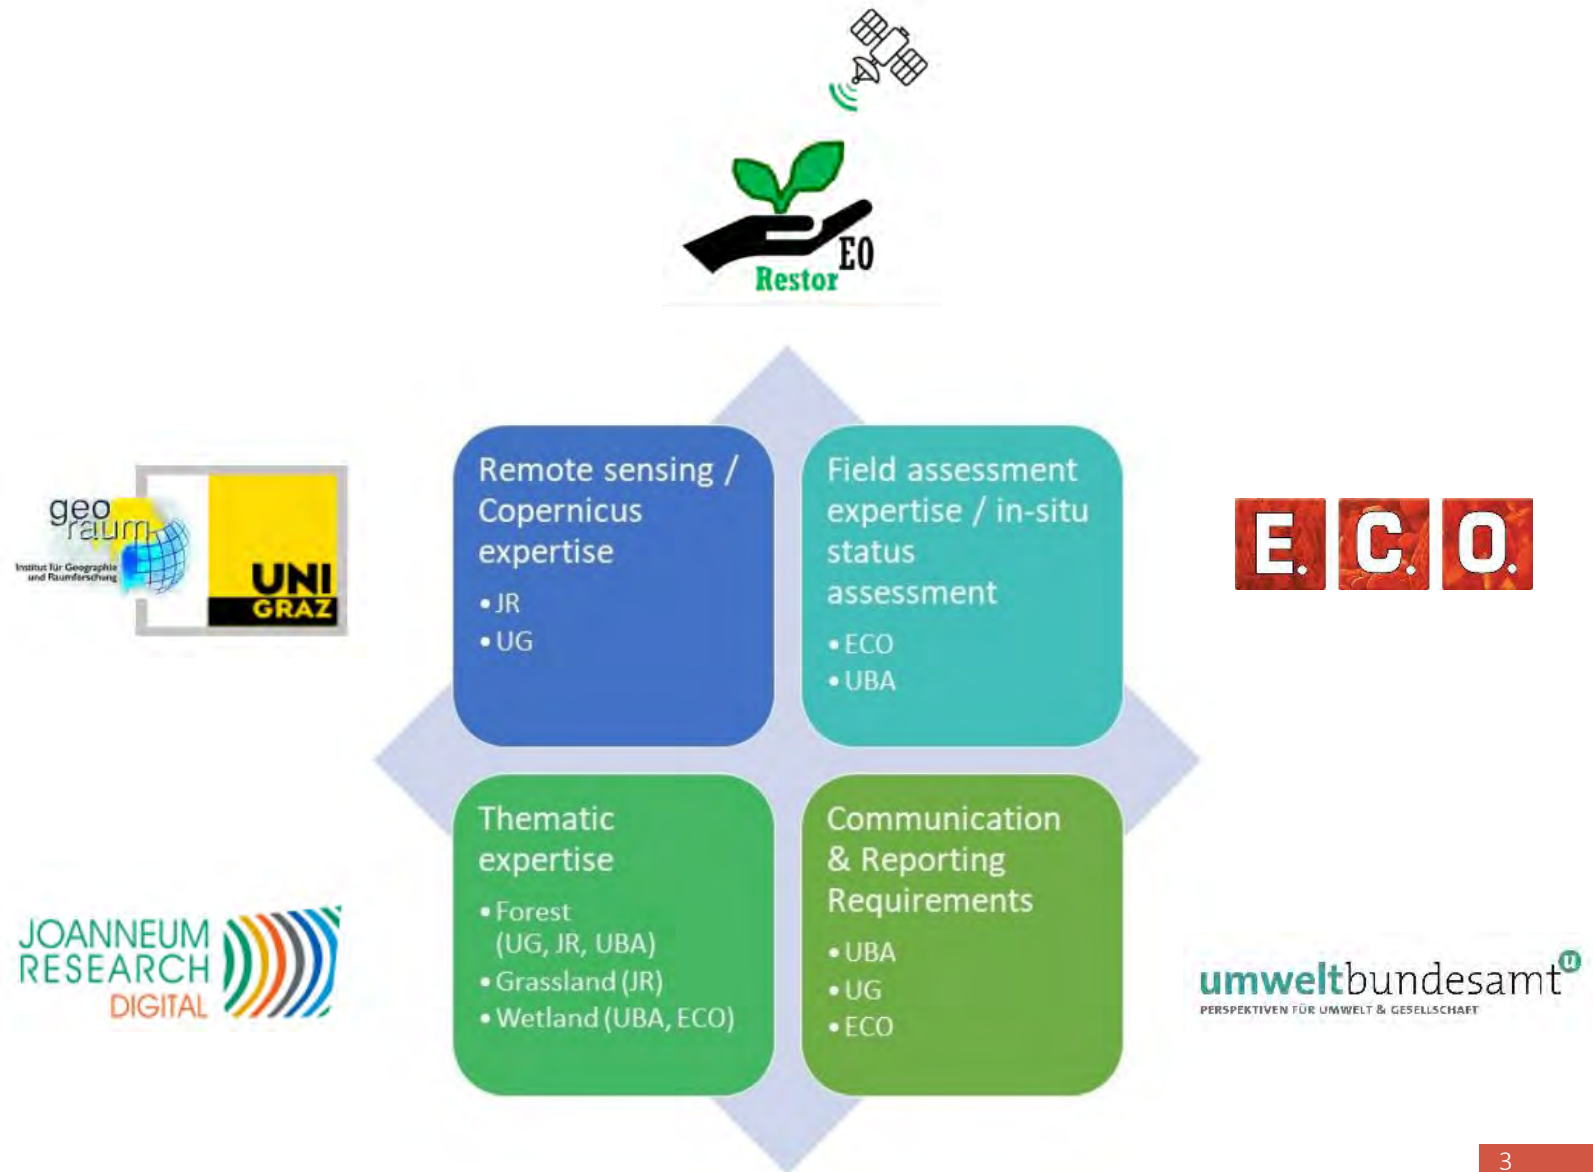 Restor
EO
geo
raum
Institut für Geographie
und Raumforschung
UNI
GRAZ
Remote sensing /
Copernicus
expertise
• JR
• UG
Field assessment
expertise / in-situ
status
assessment
• ECO
• UBA
E. C. O.
Thematic
expertise
• Forest
(UG, JR, UBA)
• Grassland (JR)
• Wetland (UBA, ECO)
Communication
& Reporting
Requirements
• UBA
• UG
• ECO
JOANNEUM
RESEARCH
DIGITAL
umweltbundesamt u
PERSPEKTIVEN FÜR UMWELT & GESELLSCHAFT
3